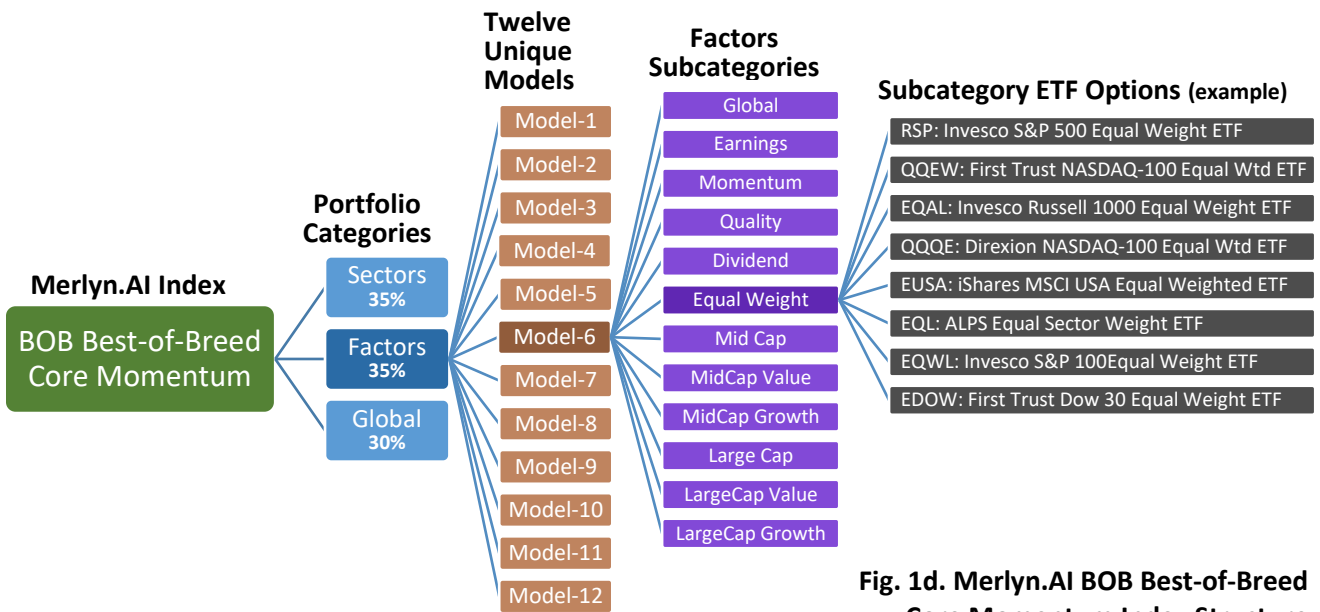 Merlyn.AI Index
BOB Best-of-Breed
Core Momentum
Portfolio
Categories
Sectors
35%
Factors
35%
Global
30%
Twelve
Unique
Models
Model-1
Model-2
Model-3
Model-4
Model-5
Model-6
Model-7
Model-8
Model-9
Model-10
Model-11
Model-12
Factors
Subcategories
Global
Earnings
Momentum
Quality
Dividend
Equal Weight
Mid Cap
MidCap Value
MidCap Growth
Large Cap
LargeCap Value
LargeCap Growth
Subcategory ETF Options (example)
RSP: Invesco S&P 500 Equal Weight ETF
QQEW: First Trust NASDAQ-100 Equal Wtd ETF
EQAL: Invesco Russell 1000 Equal Weight ETF
QQQE: Direxion NASDAQ-100 Equal Wtd ETF
EUSA: iShares MSCI USA Equal Weighted ETF
EQL: ALPS Equal Sector Weight ETF
EQWL: Invesco S&P 100Equal Weight ETF
EDOW: First Trust Dow 30 Equal Weight ETF
Fig. 1d. Merlyn.AI BOB Best-of-Breed
Core Momentum Index Structure